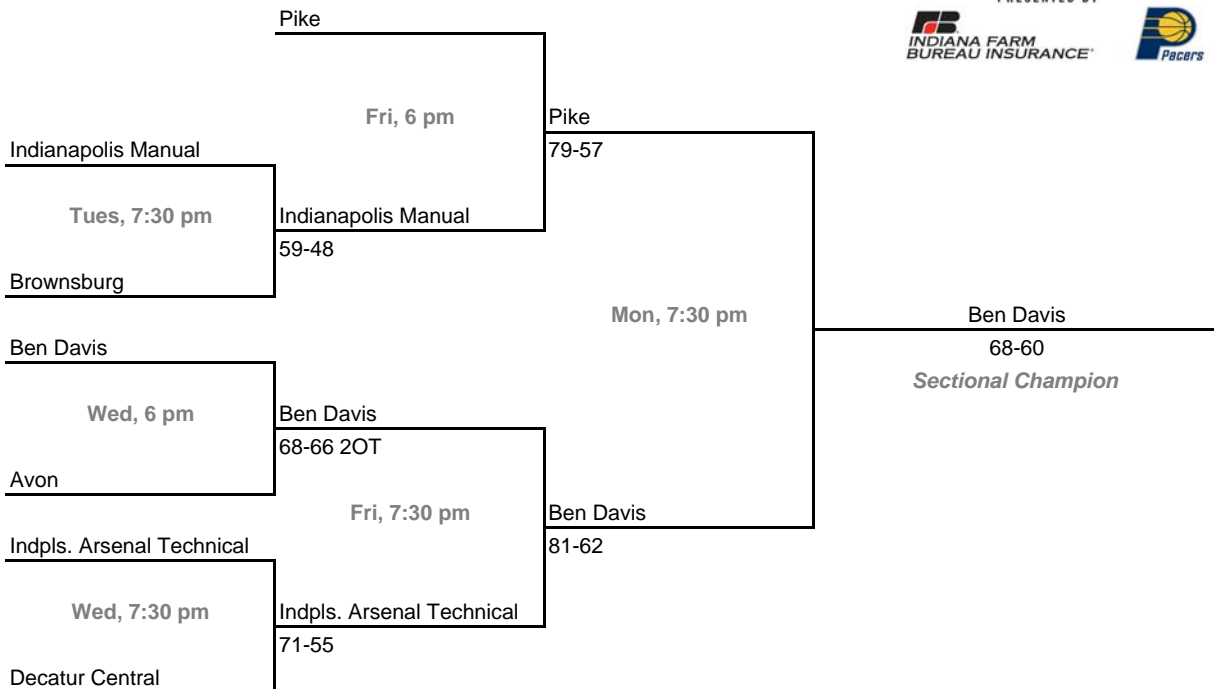 PRESENTED BY
Pike
INDIANA FARM
BUREAU INSURANCE
Pacers
Fri, 6 pm
Pike
Indianapolis Manual
79-57
Tues, 7:30 pm
Indianapolis Manual
59-48
Brownsburg
Mon, 7:30 pm
Ben Davis
Ben Davis
68-60
Sectional Champion
Wed, 6 pm
Ben Davis
68-66 2OT
Avon
Fri, 7:30 pm
Ben Davis
Indpls. Arsenal Technical
81-62
Wed, 7:30 pm
Indpls. Arsenal Technical
71-55
Decatur Central